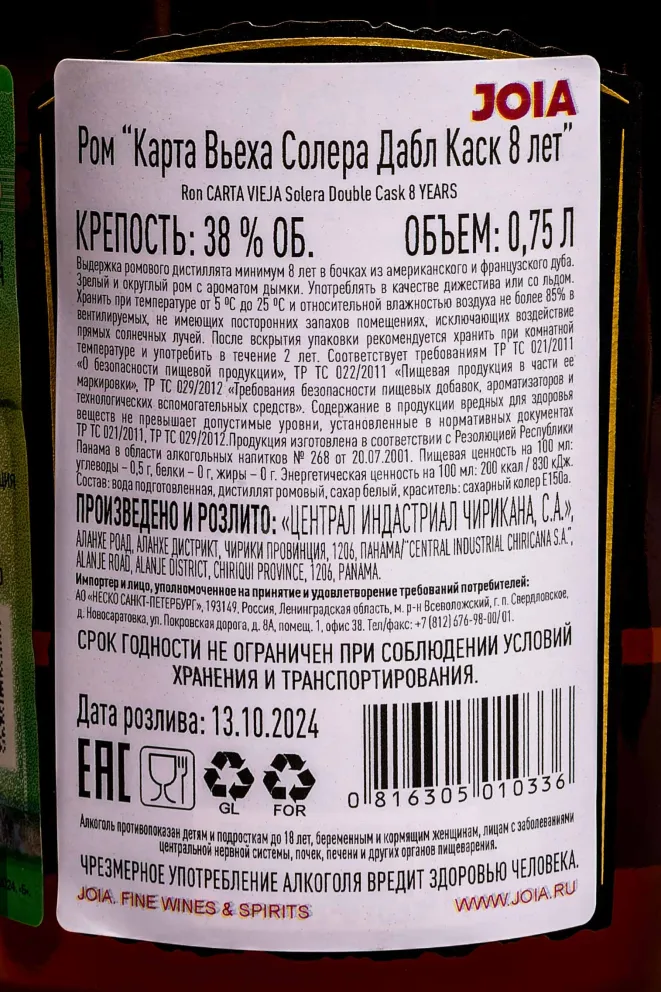 JOIA
Ром “Карта Вьеха Солера Дабл Каск 8 лет”
Ron CARTA VIEJA Solera Double Cask 8 YEARS
КРЕПОСТЬ: 38 % ОБ. ОБЪЕМ: 0,75 Л
Выдержка ромового дистиллята минимум 8 лет в бочках из американского и французского дуба.
Зрелый и округлый ром с ароматом дымки. Употреблять в качестве дижестива или со льдом.
Хранить при температуре от 5 ºС до 25 ºС и относительной влажностью воздуха не более 85% в
вентилируемых, не имеющих посторонних запахов помещениях, исключающих воздействие
прямых солнечных лучей. После вскрытия упаковки рекомендуется хранить при комнатной
температуре и употребить в течение 2 лет. Соответствует требованиям ТР ТС 021/2011
«О безопасности пищевой продукции», ТР ТС 022/2011 «Пищевая продукция в части ее
маркировки», ТР ТС 029/2012 «Требования безопасности пищевых добавок, ароматизаторов и
технологических вспомогательных средств». Содержание в продукции вредных для здоровья
веществ не превышает допустимые уровни, установленные в нормативных документах
ТР ТС 021/2011, ТР ТС 029/2012.Продукция изготовлена в соответствии с Резолюцией Республики
Панама в области алкогольных напитков № 268 от 20.07.2001. Пищевая ценность на 100 мл:
углеводы – 0,5 г, белки – 0 г, жиры – 0 г. Энергетическая ценность на 100 мл: 200 ккал / 830 кДж.
Состав: вода подготовленная, дистиллят ромовый, сахар белый, краситель: сахарный колер Е150а.
ПРОИЗВЕДЕНО И РОЗЛИТО: «ЦЕНТРАЛ ИНДАСТРИАЛ ЧИРИКАНА, С.А.»,
АЛАНХЕ РОАД, АЛАНХЕ ДИСТРИКТ, ЧИРИКИ ПРОВИНЦИЯ, 1206, ПАНАМА/“CENTRAL INDUSTRIAL CHIRICANA S.A.”,
ALANJE ROAD, ALANJE DISTRICT, CHIRIQUI PROVINCE, 1206, PANAMA.
Импортер и лицо, уполномоченное на принятие и удовлетворение требований потребителей:
АО «НЕСКО САНКТ-ПЕТЕРБУРГ», 193149, Россия, Ленинградская область, м. р-н Всеволожский, г. п. Свердловское,
д. Новосаратовка, ул. Покровская дорога, д. 8А, помещ. 1, офис 38. Тел/факс: +7 (812) 676-98-00/01.
СРОК ГОДНОСТИ НЕ ОГРАНИЧЕН ПРИ СОБЛЮДЕНИИ УСЛОВИЙ
ХРАНЕНИЯ И ТРАНСПОРТИРОВАНИЯ.
Дата розлива: 13.10.2024
EAC
GL FOR
0 816305 010336
Алкоголь противопоказан детям и подросткам до 18 лет, беременным и кормящим женщинам, лицам с заболеваниями
центральной нервной системы, почек, печени и других органов пищеварения.
ЧРЕЗМЕРНОЕ УПОТРЕБЛЕНИЕ АЛКОГОЛЯ ВРЕДИТ ЗДОРОВЬЮ ЧЕЛОВЕКА.
JOIA. FINE WINES & SPIRITS WWW.JOIA.RU